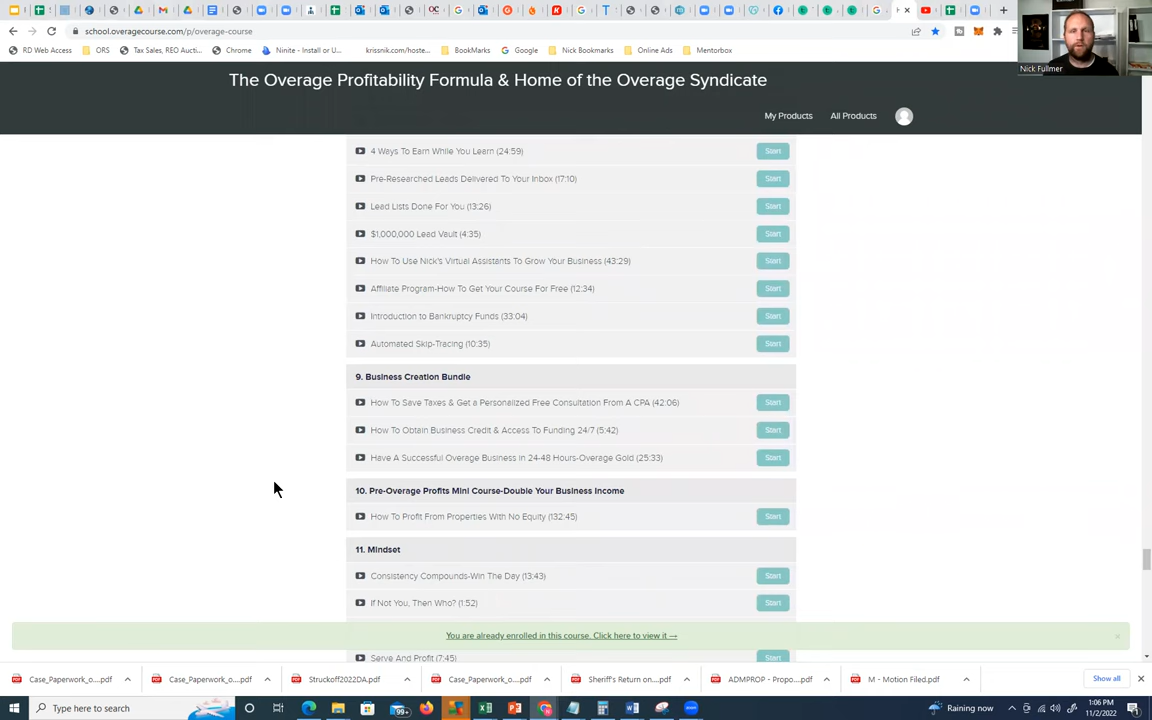 school.overagecourse.com/p/overage-course
RD Web Access
ORS
Tax Sales, REO Aucti...
Chrome
Ninite - Install or U...
krissnik.com/hoste...
BookMarks
Google
Nick Bookmarks
Online Ads
Mentorbox
Nick Fullmer
The Overage Profitability Formula & Home of the Overage Syndicate
My Products
All Products
4 Ways To Earn While You Learn (24:59)
Start
Pre-Researched Leads Delivered To Your Inbox (17:10)
Start
Lead Lists Done For You (13:26)
Start
$1,000,000 Lead Vault (4:35)
Start
How To Use Nick's Virtual Assistants To Grow Your Business (43:29)
Start
Affiliate Program-How To Get Your Course For Free (12:34)
Start
Introduction to Bankruptcy Funds (33:04)
Start
Automated Skip-Tracing (10:35)
Start
9. Business Creation Bundle
How To Save Taxes & Get a Personalized Free Consultation From A CPA (42:06)
Start
How To Obtain Business Credit & Access To Funding 24/7 (5:42)
Start
Have A Successful Overage Business in 24-48 Hours-Overage Gold (25:33)
Start
10. Pre-Overage Profits Mini Course-Double Your Business Income
How To Profit From Properties With No Equity (132:45)
Start
11. Mindset
Consistency Compounds-Win The Day (13:43)
Start
If Not You, Then Who? (1:52)
Start
You are already enrolled in this course. Click here to view it →
Serve And Profit (7:45)
Start
Case_Paperwork_o....pdf
Case_Paperwork_o....pdf
Struckoff2022DA.pdf
Case_Paperwork_o....pdf
Sheriff's Return on....pdf
ADMPROP - Propo....pdf
M - Motion Filed.pdf
Show all
Type here to search
99+
Raining now
1:06 PM
11/2/2022